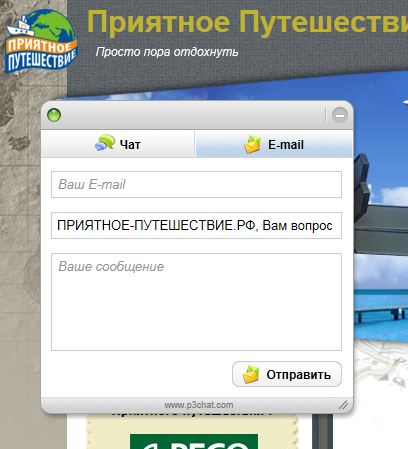 ПРИЯТНОЕ
ПУТЕШЕСТВИЕ
Приятное Путешестви
Просто пора отдохнуть
Чат
E-mail
Ваш E-mail
ПРИЯТНОЕ-ПУТЕШЕСТВИЕ.РФ, Вам вопрос
Ваше сообщение
Отправить
www.p3chat.com